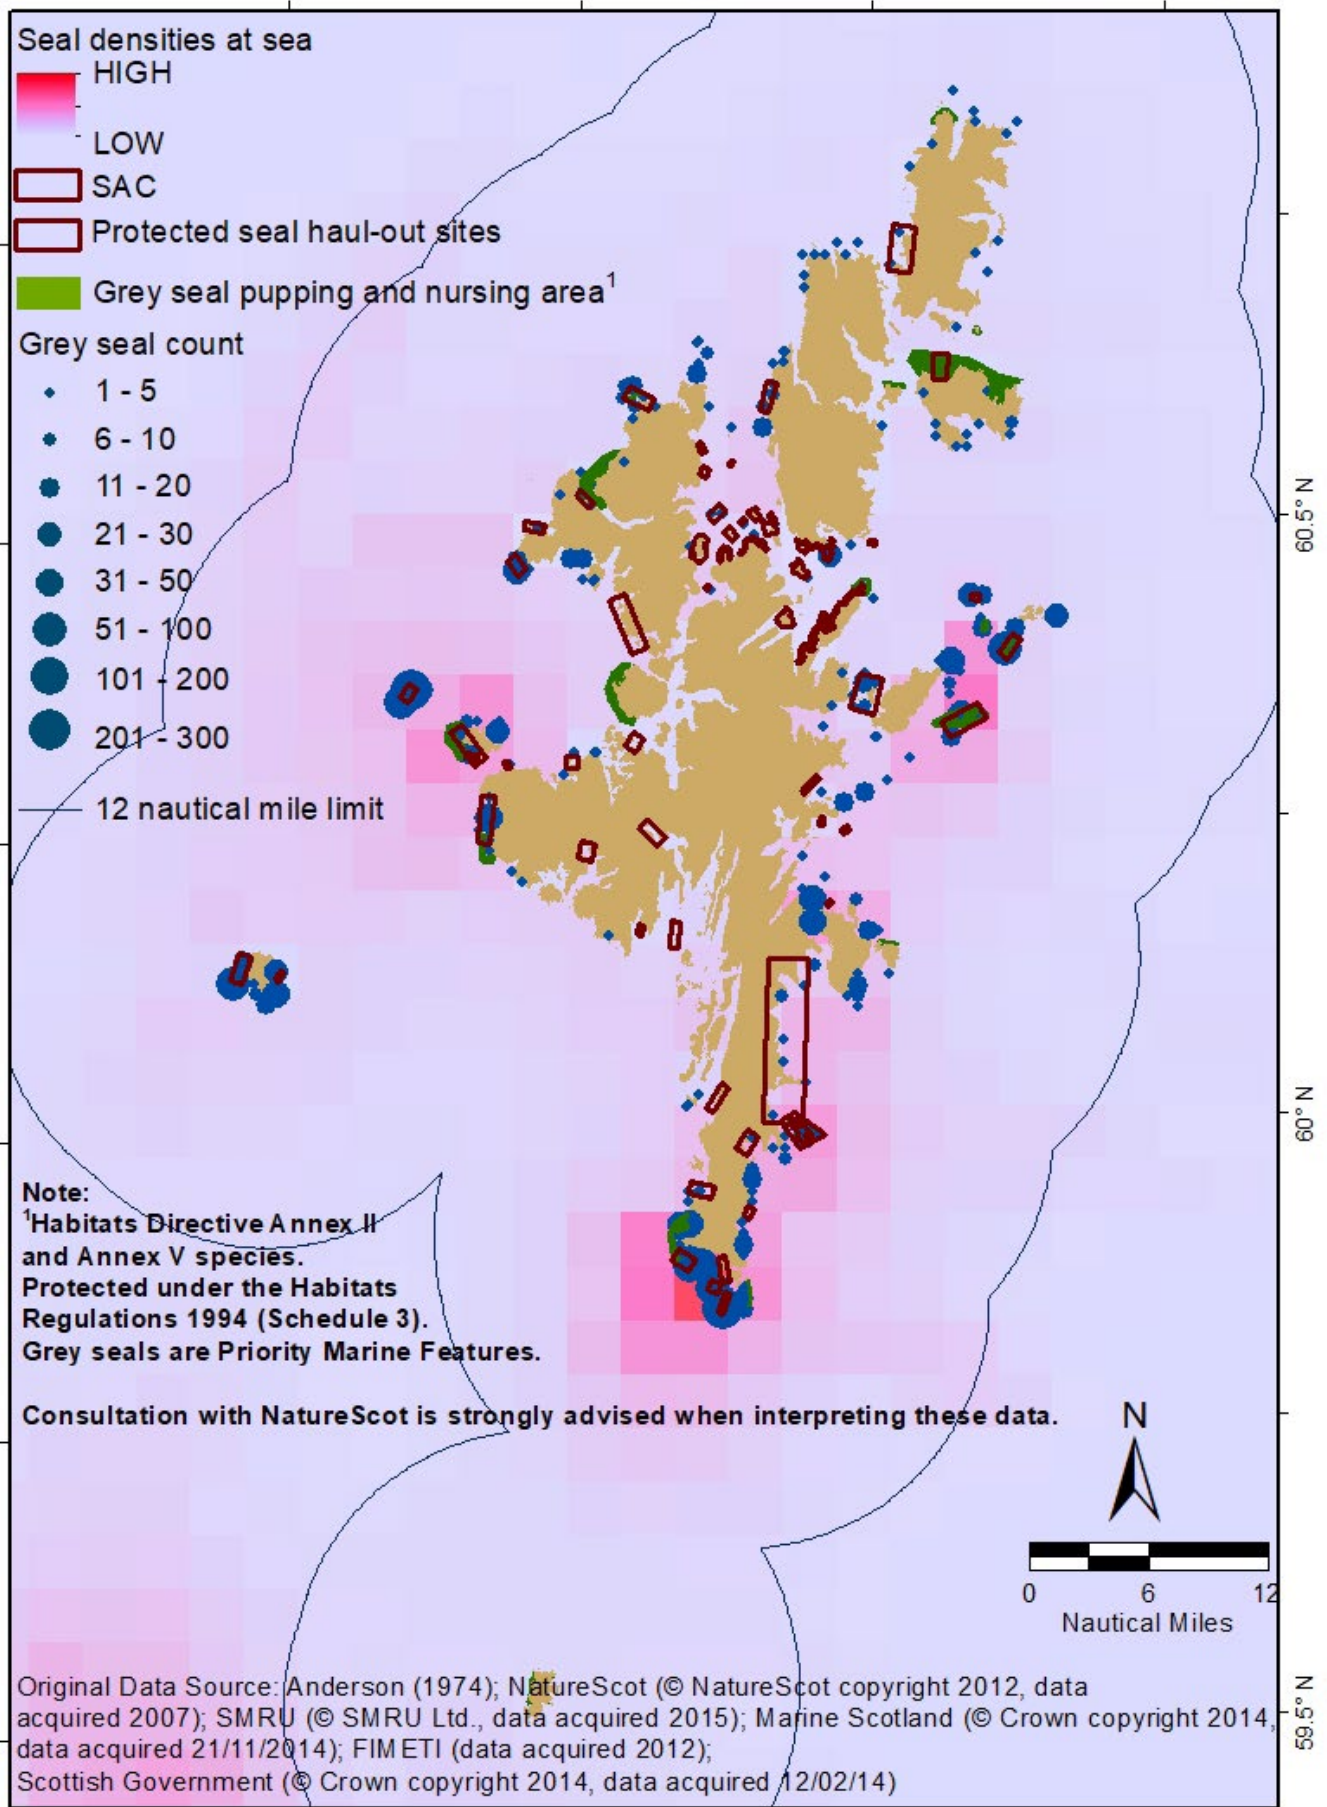 Seal densities at sea
HIGH
LOW
SAC
Protected seal haul-out sites
Grey seal pupping and nursing area1
Grey seal count
1 - 5
6 - 10
11 - 20
21 - 30
31 - 50
51 - 100
101 - 200
201 - 300
12 nautical mile limit
60.5° N
60° N
59.5° N
Note:
1Habitats Directive Annex II
and Annex V species.
Protected under the Habitats
Regulations 1994 (Schedule 3).
Grey seals are Priority Marine Features.
Consultation with NatureScot is strongly advised when interpreting these data.
N
0 6 12
Nautical Miles
Original Data Source: Anderson (1974); NatureScot (© NatureScot copyright 2012, data
acquired 2007); SMRU (© SMRU Ltd., data acquired 2015); Marine Scotland (© Crown copyright 2014,
data acquired 21/11/2014); FIMETI (data acquired 2012);
Scottish Government (© Crown copyright 2014, data acquired 12/02/14)